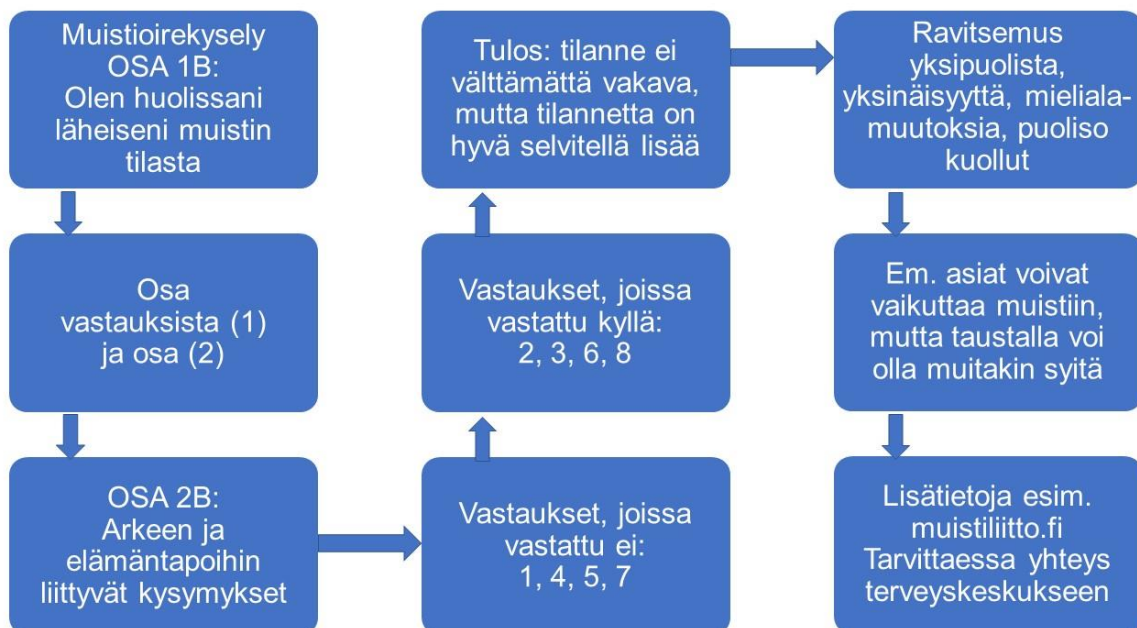 Muistioirekysely
OSA 1B:
Olen huolissani
läheiseni muistin
tilasta
Osa
vastauksista (1)
ja osa (2)
OSA 2B:
Arkeen ja
elämäntapoihin
liittyvät kysymykset
Vastaukset, joissa
vastattu ei:
1, 4, 5, 7
Vastaukset, joissa
vastattu kyllä:
2, 3, 6, 8
Tulos: tilanne ei
välttämättä vakava,
mutta tilannetta on
hyvä selvitellä lisää
Ravitsemus
yksipuolista,
yksinäisyyttä, mieliala-
muutoksia, puoliso
kuollut
Em. asiat voivat
vaikuttaa muistiin,
mutta taustalla voi
olla muitakin syitä
Lisätietoja esim.
muistiliitto.fi
Tarvittaessa yhteys
terveyskeskukseen